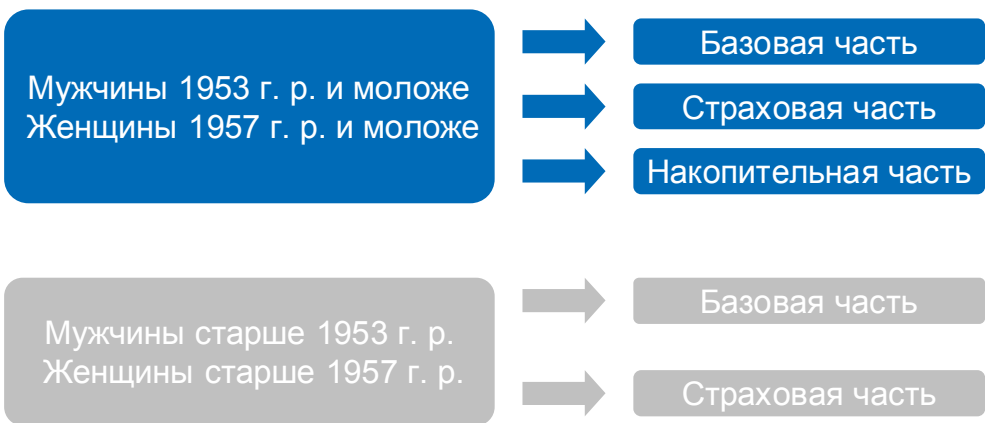 Мужчины 1953 г. р. и моложе
Женщины 1957 г. р. и моложе
Базовая часть
Страховая часть
Накопительная часть
Мужчины старше 1953 г. р.
Женщины старше 1957 г. р.
Базовая часть
Страховая часть